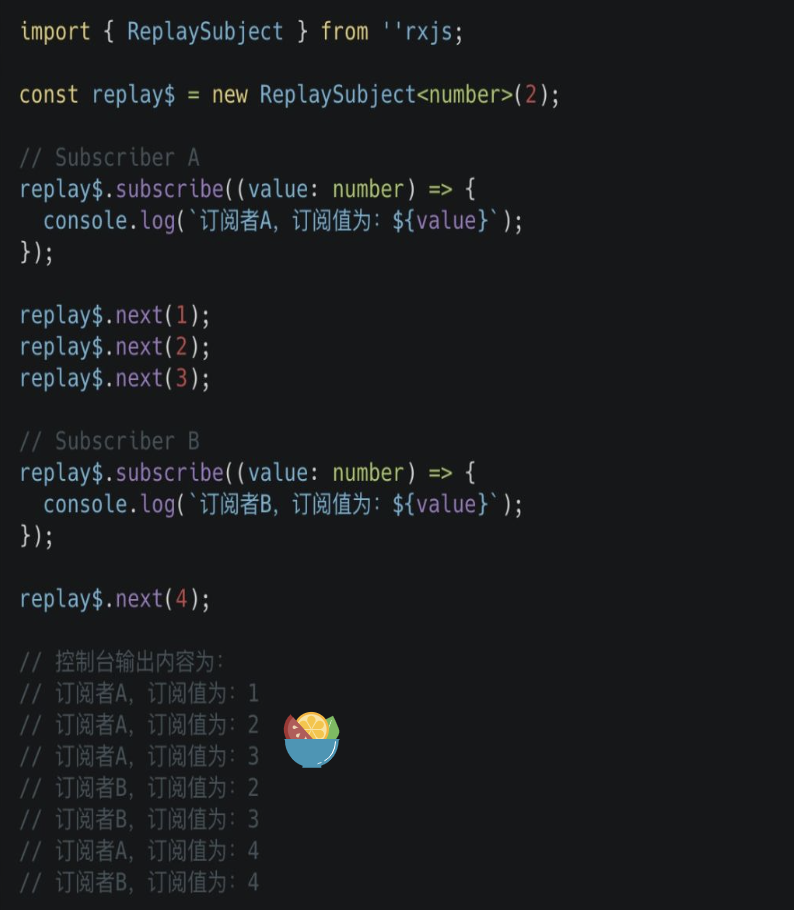 import { ReplaySubject } from ''rxjs;
const replay$ = new ReplaySubject<number>(2);
// Subscriber A
replay$.subscribe((value: number) => {
  console.log(`订阅者A, 订阅值为: ${value}`);
});
replay$.next(1);
replay$.next(2);
replay$.next(3);
// Subscriber B
replay$.subscribe((value: number) => {
  console.log(`订阅者B, 订阅值为: ${value}`);
});
replay$.next(4);
// 控制台输出内容为:
// 订阅者A, 订阅值为: 1
// 订阅者A, 订阅值为: 2
// 订阅者A, 订阅值为: 3
// 订阅者B, 订阅值为: 2
// 订阅者B, 订阅值为: 3
// 订阅者A, 订阅值为: 4
// 订阅者B, 订阅值为: 4